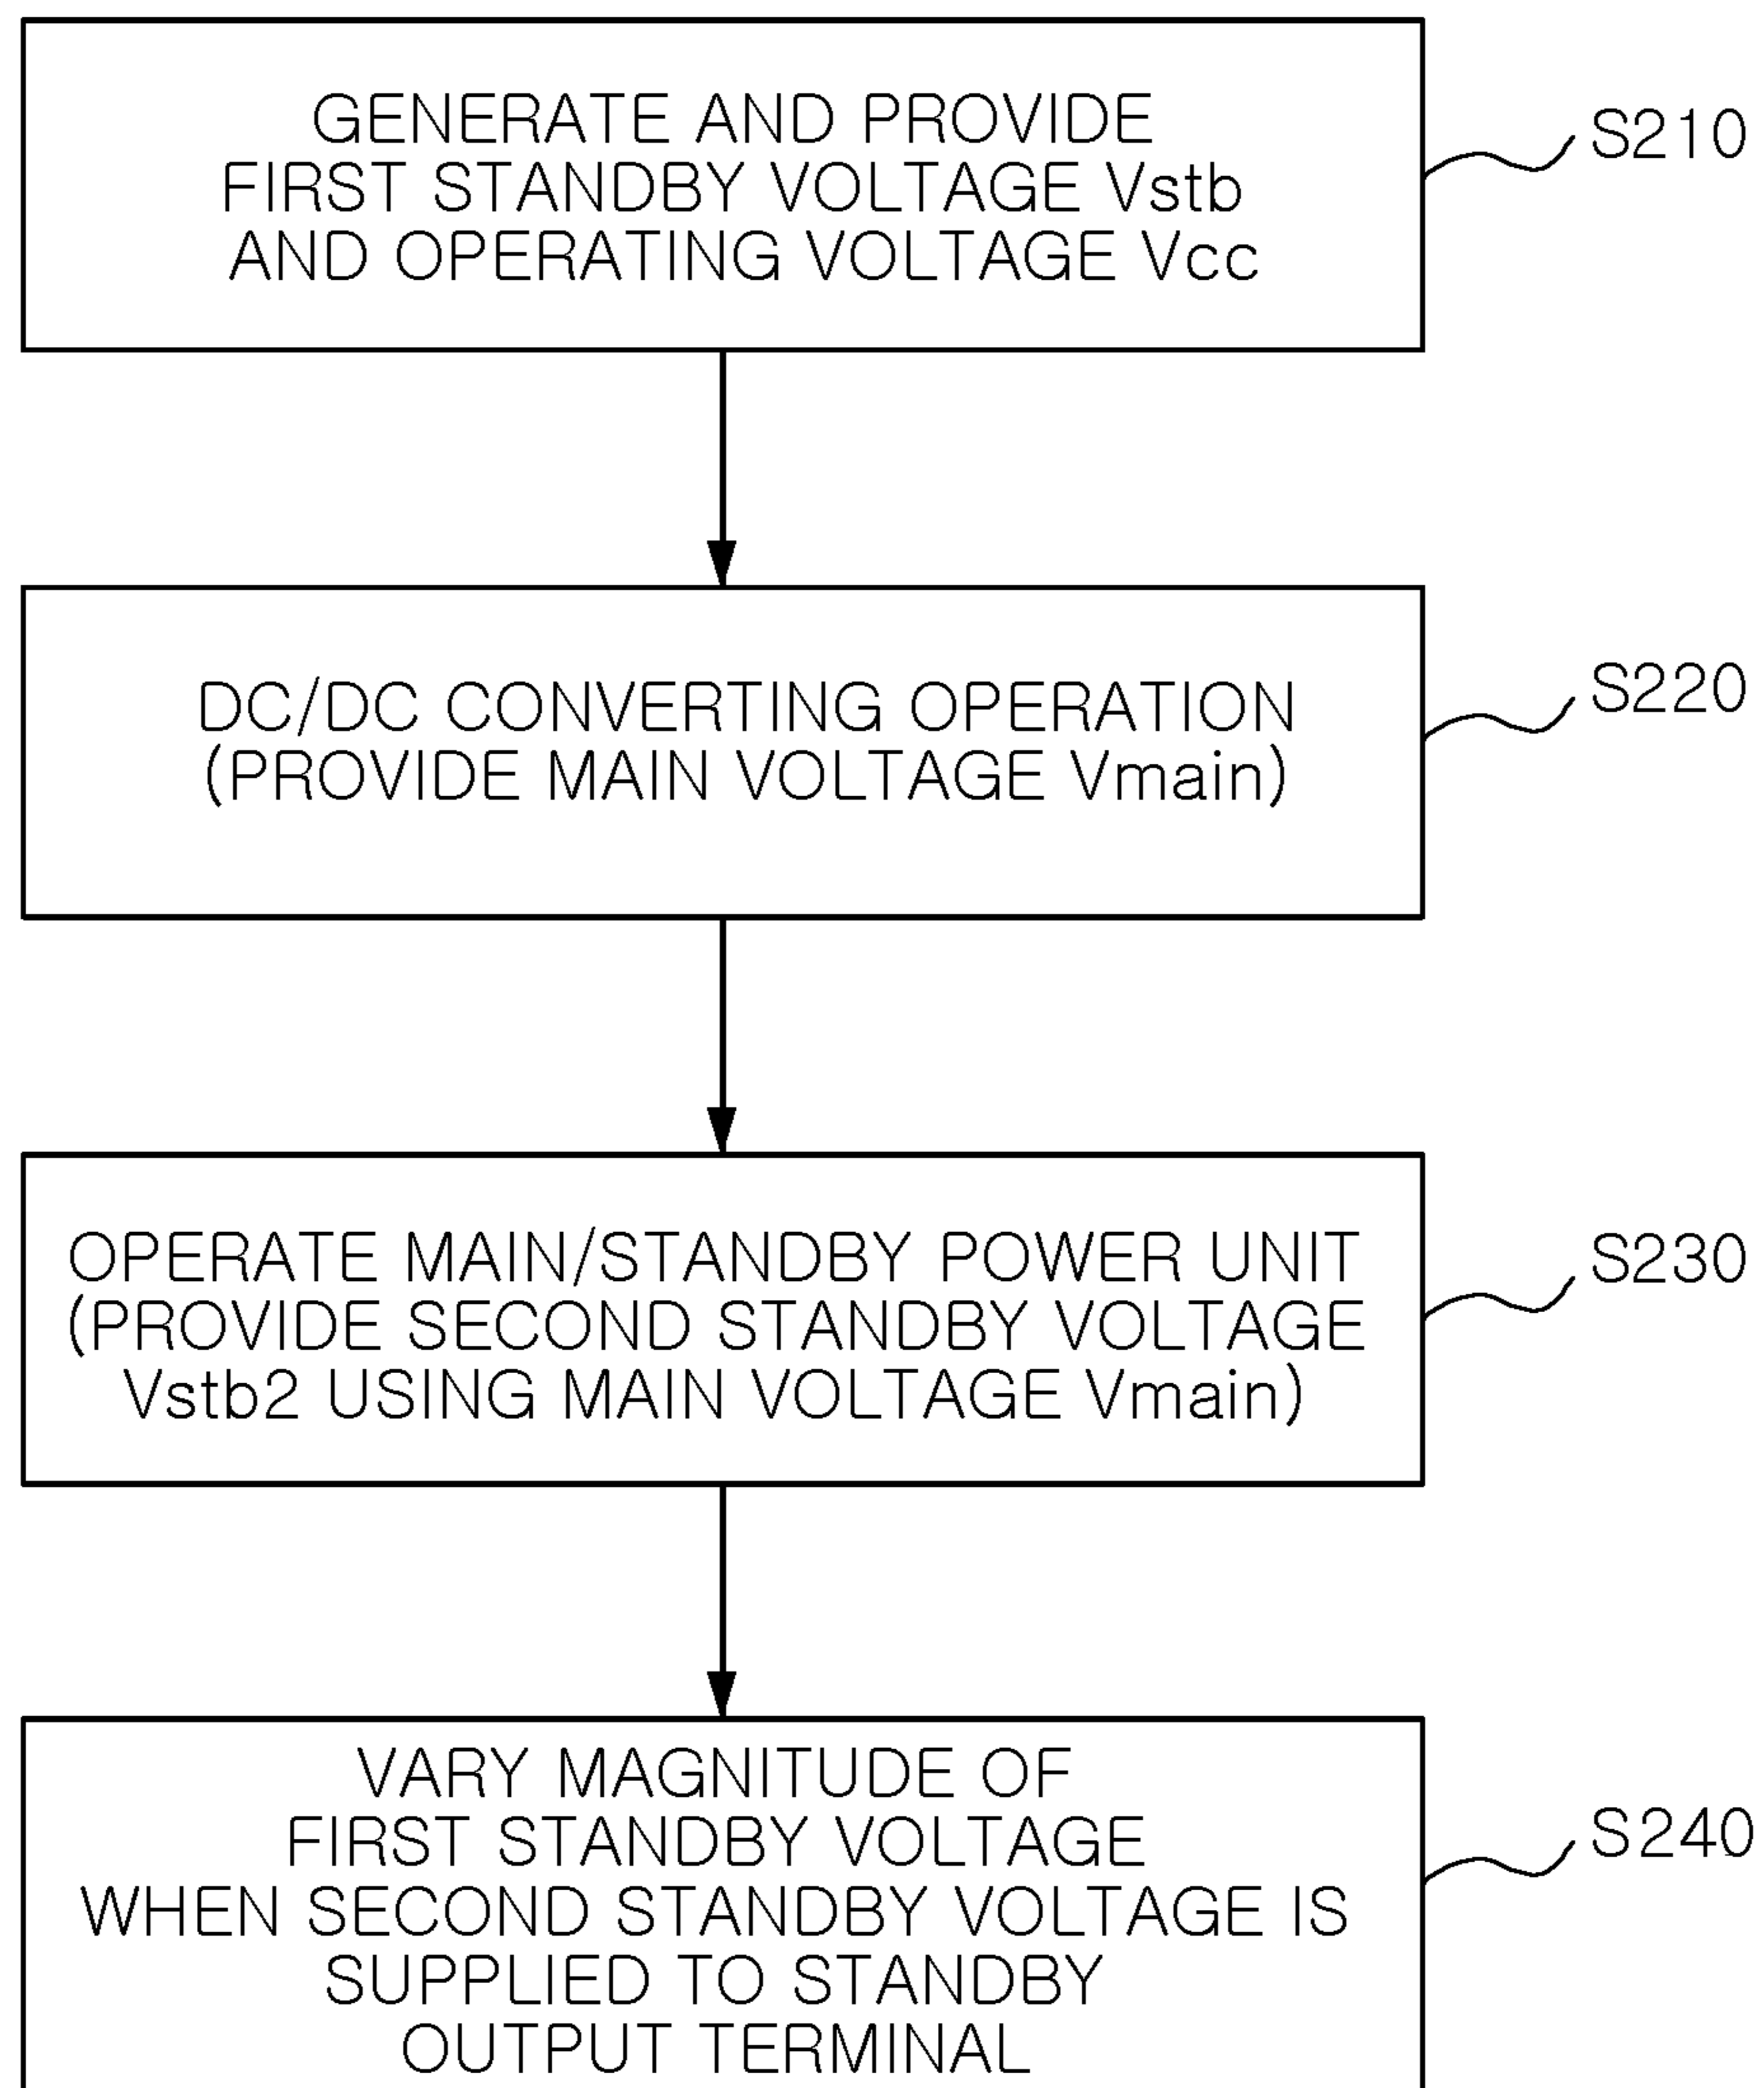 GENERATE AND PROVIDE
FIRST STANDBY VOLTAGE Vstb
AND OPERATING VOLTAGE Vcc
S210
DC/DC CONVERTING OPERATION
(PROVIDE MAIN VOLTAGE Vmain)
S220
OPERATE MAIN/STANDBY POWER UNIT
(PROVIDE SECOND STANDBY VOLTAGE
Vstb2 USING MAIN VOLTAGE Vmain)
S230
VARY MAGNITUDE OF
FIRST STANDBY VOLTAGE
WHEN SECOND STANDBY VOLTAGE IS
SUPPLIED TO STANDBY
OUTPUT TERMINAL
S240